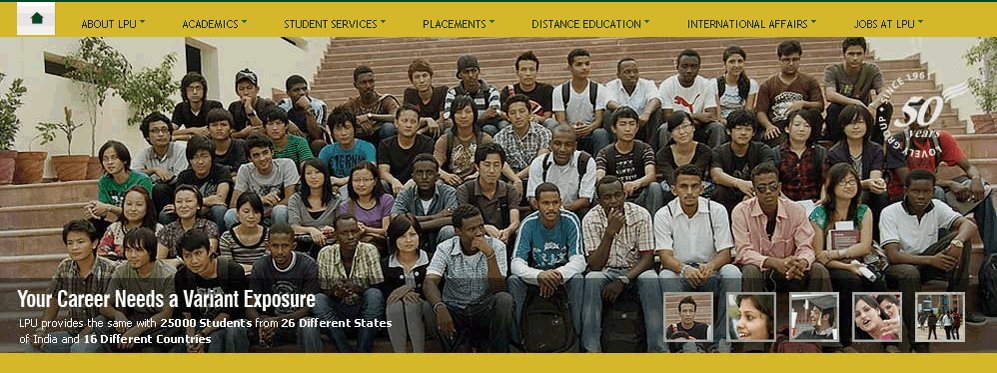 ABOUT LPU
ACADEMICS
STUDENT SERVICES
PLACEMENTS
DISTANCE EDUCATION
INTERNATIONAL AFFAIRS
JOBS AT LPU
LOVELY GROUP • SINCE 1961
50
years
Your Career Needs a Variant Exposure
LPU provides the same with 25000 Students from 26 Different States
of India and 16 Different Countries